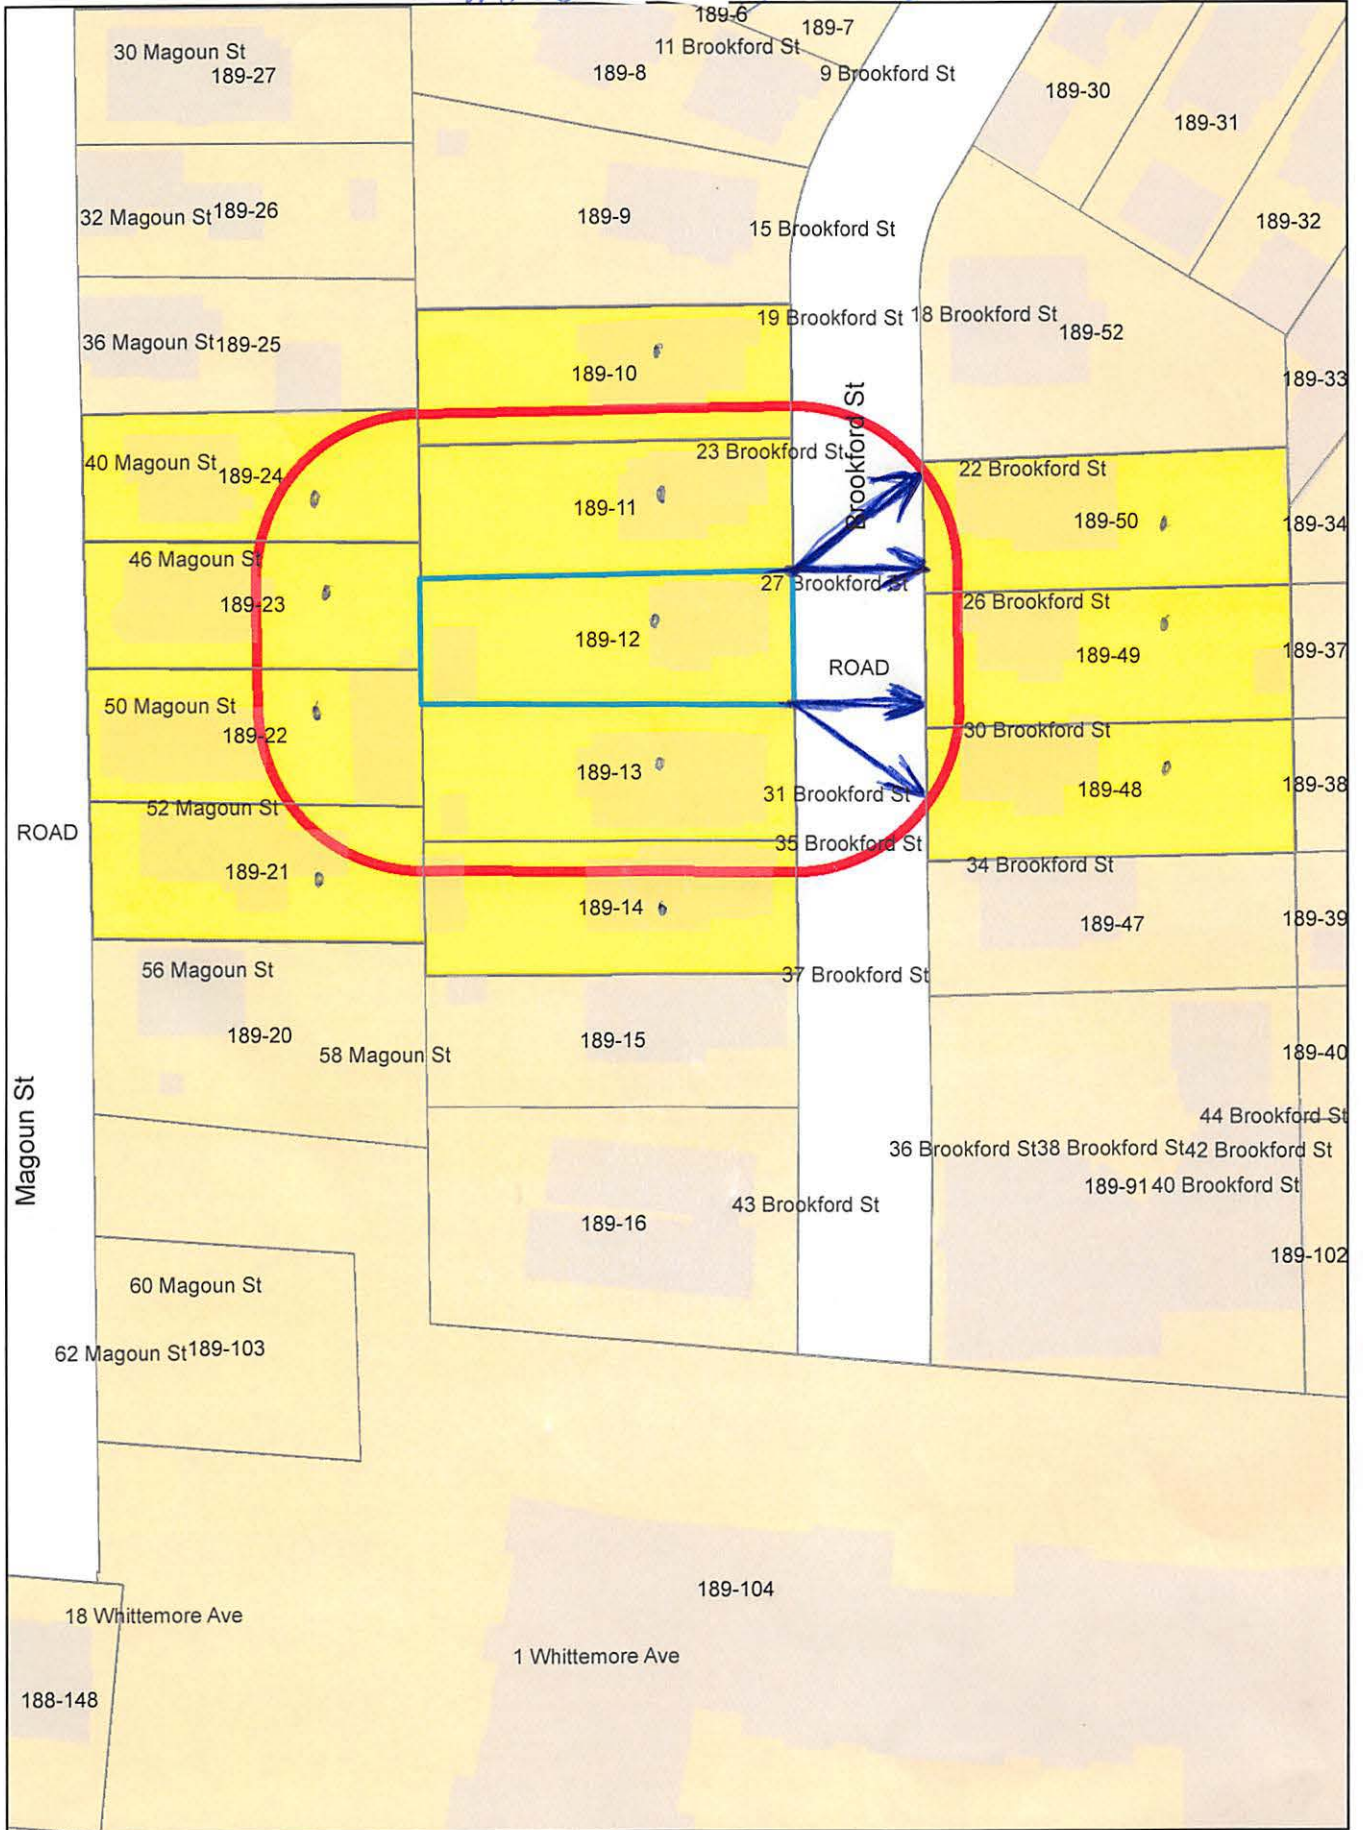 189-6
189-7
30 Magoun St
11 Brookford St
189-27
189-8
9 Brookford St
189-30
189-31
32 Magoun St 189-26
189-9
15 Brookford St
189-32
19 Brookford St
18 Brookford St
189-52
36 Magoun St 189-25
189-10
189-33
Brookford St
40 Magoun St
189-24
23 Brookford St
22 Brookford St
189-11
189-50
189-34
46 Magoun St
27 Brookford St
26 Brookford St
189-23
189-12
189-49
189-37
ROAD
50 Magoun St
189-22
30 Brookford St
189-13
189-48
189-38
31 Brookford St
52 Magoun St
ROAD
35 Brookford St
34 Brookford St
189-21
189-14
189-47
189-39
56 Magoun St
37 Brookford St
189-20
189-15
58 Magoun St
189-40
Magoun St
44 Brookford St
36 Brookford St 38 Brookford St 42 Brookford St
189-91 40 Brookford St
43 Brookford St
189-16
189-102
60 Magoun St
62 Magoun St 189-103
189-104
18 Whittemore Ave
1 Whittemore Ave
188-148